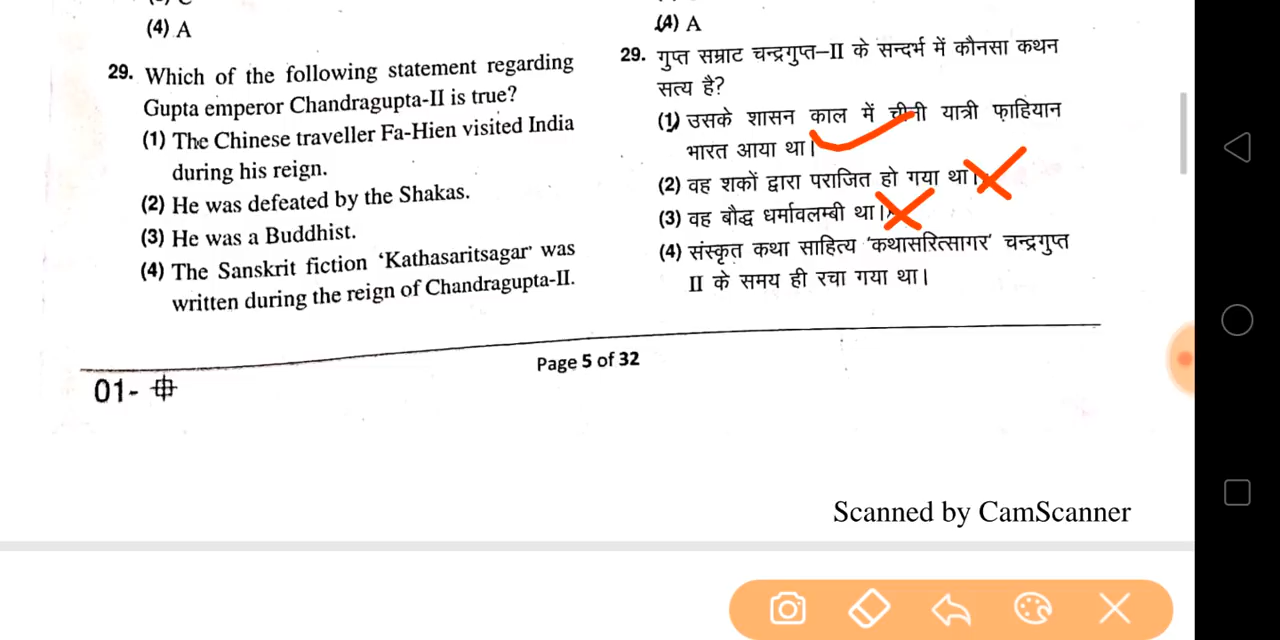 (4) A
29. Which of the following statement regarding
Gupta emperor Chandragupta-II is true?
(1) The Chinese traveller Fa-Hien visited India
during his reign.
(2) He was defeated by the Shakas.
(3) He was a Buddhist.
(4) The Sanskrit fiction ‘Kathasaritsagar’ was
written during the reign of Chandragupta-II.
(4) A
29. गुप्त सम्राट चन्द्रगुप्त–II के सन्दर्भ में कौनसा कथन
सत्य है?
(1) उसके शासन काल में चीनी यात्री फ़ाहियान
भारत आया था।
(2) वह शकों द्वारा पराजित हो गया था।
(3) वह बौद्ध धर्मावलम्बी था।
(4) संस्कृत कथा साहित्य ‘कथासरित्सागर’ चन्द्रगुप्त
II के समय ही रचा गया था।
Page 5 of 32
01-
Scanned by CamScanner